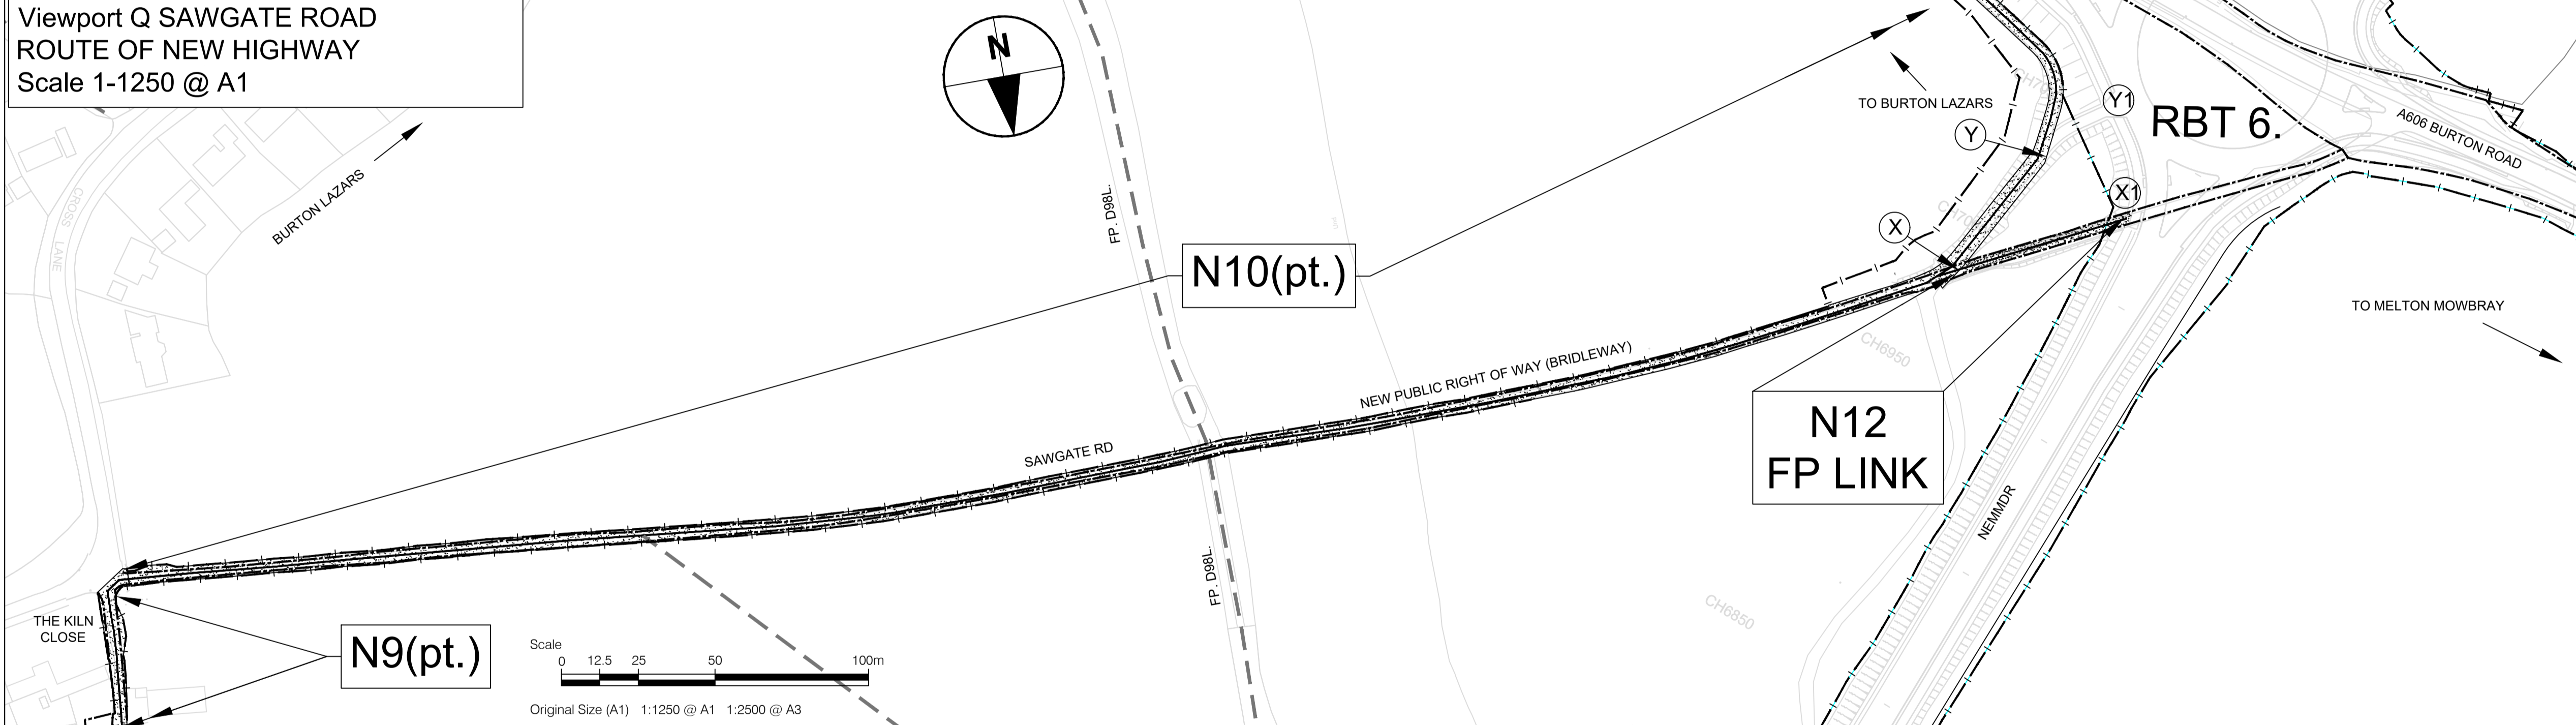 Viewport Q SAWGATE ROAD
ROUTE OF NEW HIGHWAY
Scale 1-1250 @ A1
N
BURTON LAZARS
CROSS LANE
FP. D98L.
N10(pt.)
TO BURTON LAZARS
Y
Y1
RBT 6.
A606 BURTON ROAD
X
X1
TO MELTON MOWBRAY
CH6950
NEW PUBLIC RIGHT OF WAY (BRIDLEWAY)
SAWGATE RD
N12
FP LINK
NEMMDR
FP. D98L.
CH6850
THE KILN
CLOSE
N9(pt.)
Scale
0 12.5 25 50 100m
Original Size (A1) 1:1250 @ A1 1:2500 @ A3